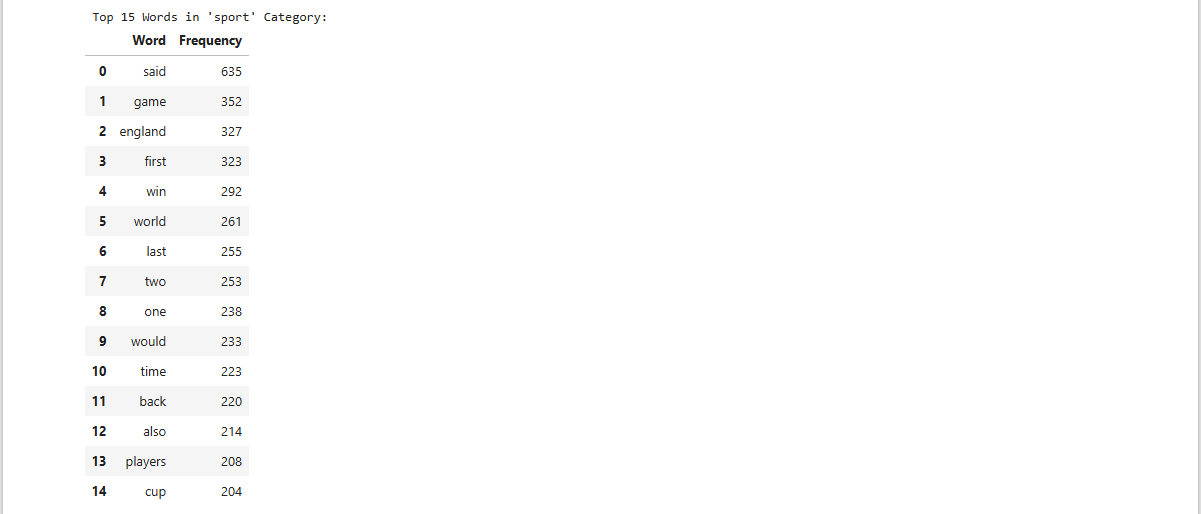 Top 15 Words in 'sport' Category:
Word Frequency
0 said 635
1 game 352
2 england 327
3 first 323
4 win 292
5 world 261
6 last 255
7 two 253
8 one 238
9 would 233
10 time 223
11 back 220
12 also 214
13 players 208
14 cup 204